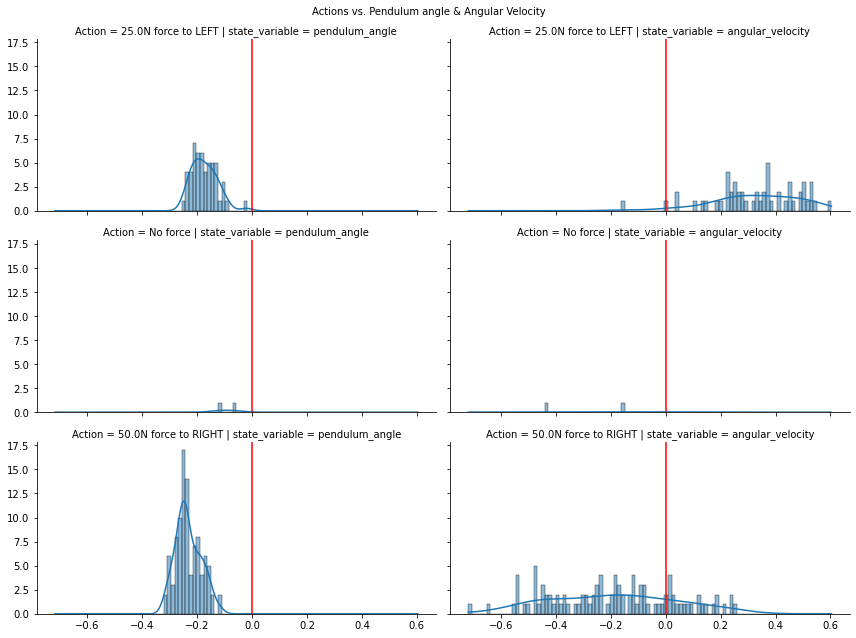 Actions vs. Pendulum angle & Angular Velocity
Action = 25.0N force to LEFT | state_variable = pendulum_angle
Action = 25.0N force to LEFT | state_variable = angular_velocity
17.5
15.0
12.5
10.0
7.5
5.0
2.5
0.0
Action = No force | state_variable = pendulum_angle
Action = No force | state_variable = angular_velocity
17.5
15.0
12.5
10.0
7.5
5.0
2.5
0.0
Action = 50.0N force to RIGHT | state_variable = pendulum_angle
Action = 50.0N force to RIGHT | state_variable = angular_velocity
17.5
15.0
12.5
10.0
7.5
5.0
2.5
0.0
−0.6 −0.4 −0.2 0.0 0.2 0.4 0.6
−0.6 −0.4 −0.2 0.0 0.2 0.4 0.6